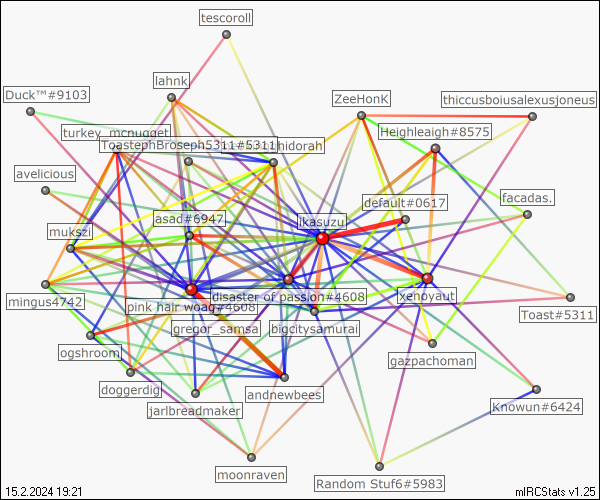 tescoroll
lahnk
Duck™#9103
ZeeHonK
thiccusboiusalexusjoneus
turkey_mcnugget
Heighleaigh#8575
ToastephBroseph5311#5311
hidorah
avelicious
default#0617
facadas.
asad#6947
ikasuzu
mukszi
mingus4742
disaster of passion#4608
xenoyaut
pink hair woag#4608
Toast#5311
gregor_samsa
bigcitysamurai
ogshroom
gazpachoman
doggerdig
andnewbees
jarlbreadmaker
Knowun#6424
moonraven
Random Stuf6#5983
15.2.2024 19:21
mIRCStats v1.25